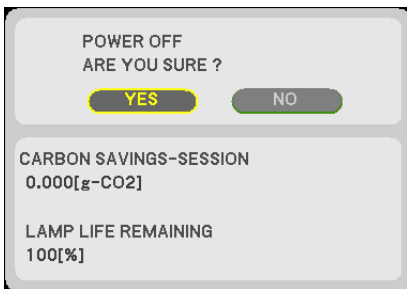 POWER OFF
ARE YOU SURE ?
YES NO
CARBON SAVINGS-SESSION
0.000[g-CO2]
LAMP LIFE REMAINING
100[%]